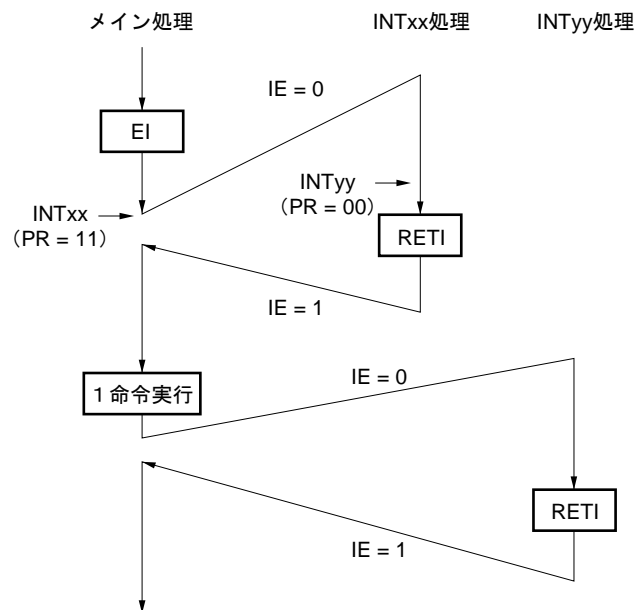 メイン処理
INTxx処理
INTyy処理
IE = 0
EI
INTyy
（PR = 00）
INTxx
（PR = 11）
RETI
IE = 1
IE = 0
1 命令実行
RETI
IE = 1